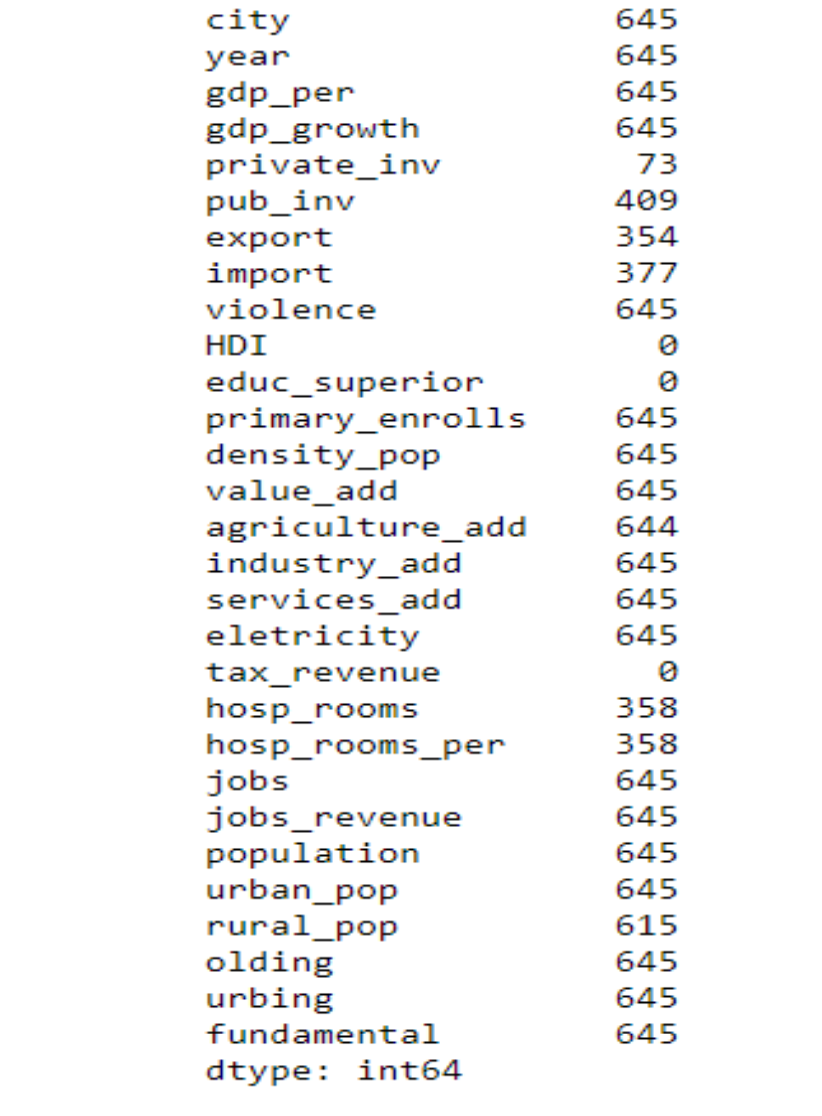 city 645
year 645
gdp_per 645
gdp_growth 645
private_inv 73
pub_inv 409
export 354
import 377
violence 645
HDI 0
educ_superior 0
primary_enrolls 645
density_pop 645
value_add 645
agriculture_add 644
industry_add 645
services_add 645
eletricity 645
tax_revenue 0
hosp_rooms 358
hosp_rooms_per 358
jobs 645
jobs_revenue 645
population 645
urban_pop 645
rural_pop 615
olding 645
urbing 645
fundamental 645
dtype: int64